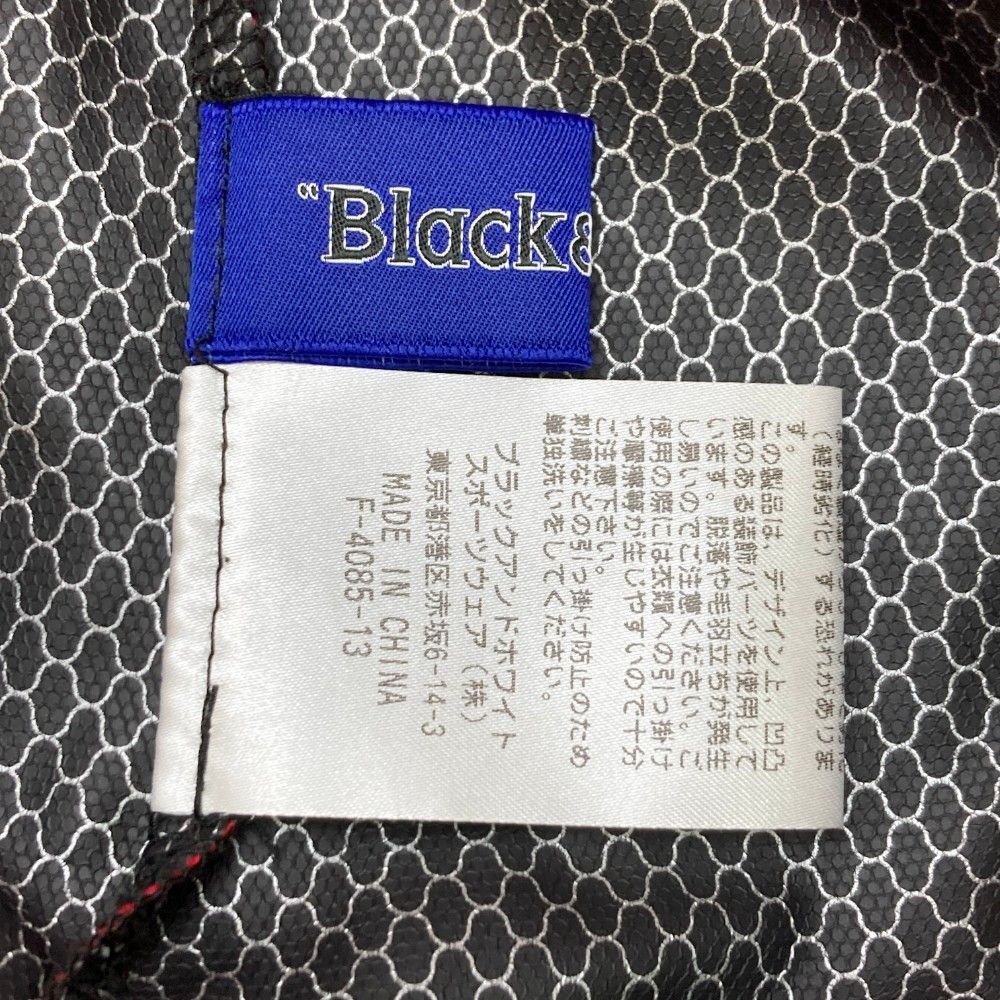 "Black &
(経時劣化) する恐れがありま
す。
この製品は、デザイン上、凹凸
感のある装飾パーツを使用して
います。脱落や毛羽立ちが発生
し易いのでご注意ください。ご
使用の際には衣類への引っ掛け
や摩擦等が生じやすいので十分
ご注意下さい。
刺繍などの引っ掛け防止のため
単独洗いをしてください。
ブラックアンドホワイト
スポーツウェア（株）
東京都港区赤坂6-14-3
MADE IN CHINA
F-4085-13